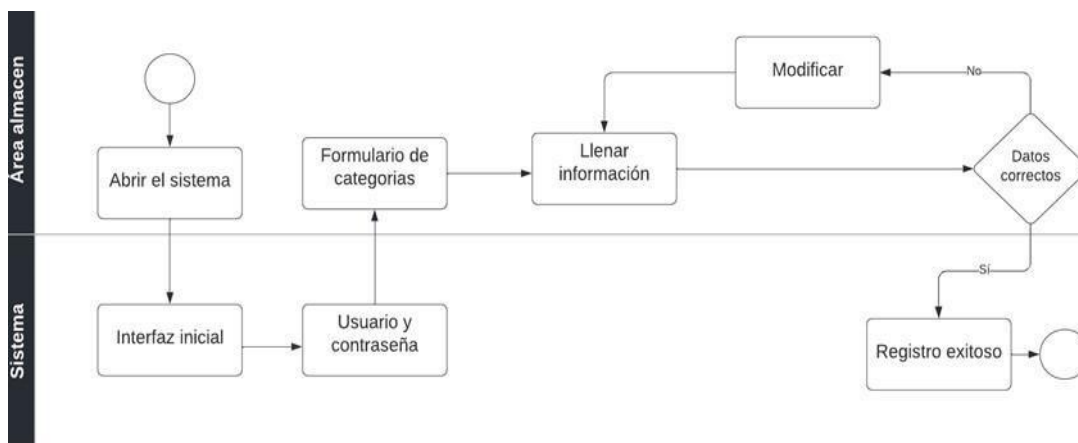 Área almacen
Abrir el sistema
Formulario de
categorias
Llenar
información
Modificar
No
Datos
correctos
Sistema
Interfaz inicial
Usuario y
contraseña
Sí
Registro exitoso